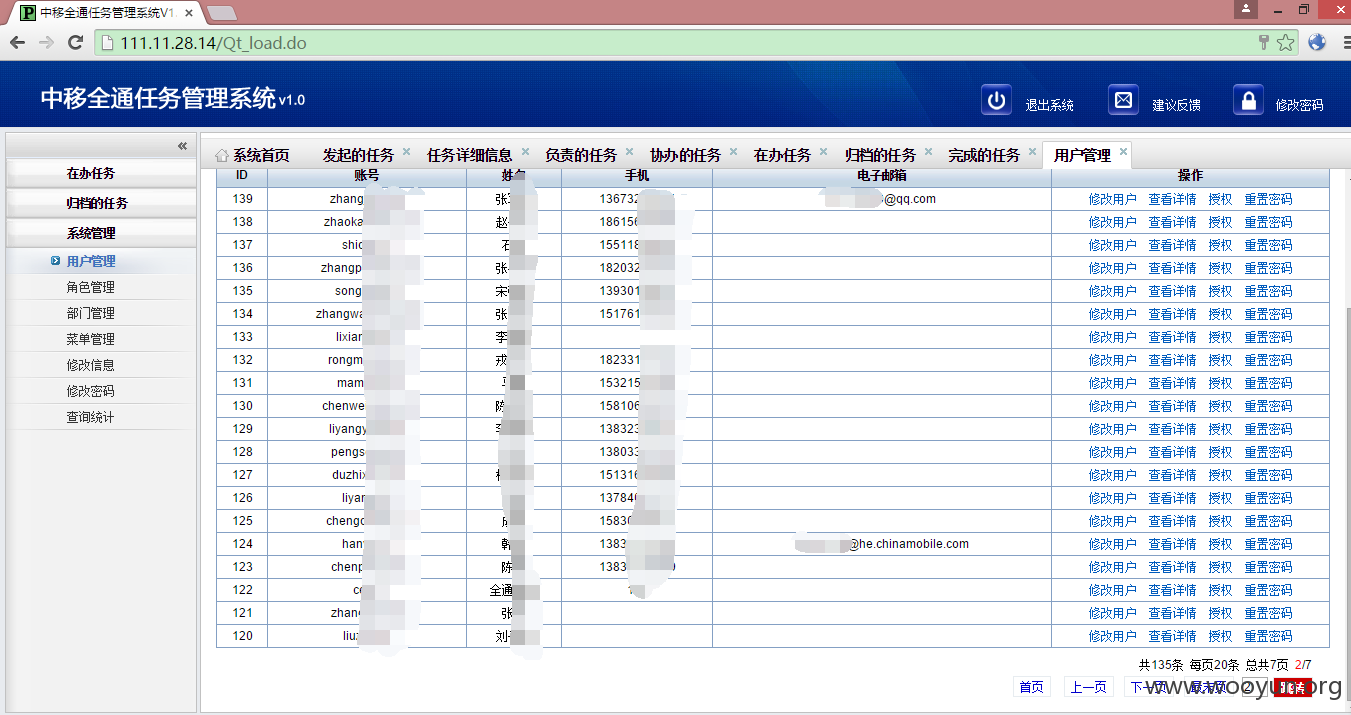 中移全通任务管理系统V1.
111.11.28.14/Qt_load.do
中移全通任务管理系统v1.0 退出系统 建议反馈 修改密码
在办任务
归档的任务
系统管理
用户管理
角色管理
部门管理
菜单管理
修改信息
修改密码
查询统计
系统首页 发起的任务 任务详细信息 负责的任务 协办的任务 在办任务 归档的任务 完成的任务 用户管理
ID 账号 姓名 手机 电子邮箱 操作
139 zhang 张 13673 @qq.com 修改用户 查看详情 授权 重置密码
138 zhaoka 赵 18615 修改用户 查看详情 授权 重置密码
137 shi 石 15511 修改用户 查看详情 授权 重置密码
136 zhangp 张 18203 修改用户 查看详情 授权 重置密码
135 song 宋 13930 修改用户 查看详情 授权 重置密码
134 zhangwa 张 15176 修改用户 查看详情 授权 重置密码
133 lixia 李 修改用户 查看详情 授权 重置密码
132 rongm 戎 18233 修改用户 查看详情 授权 重置密码
131 mam 15321 修改用户 查看详情 授权 重置密码
130 chenwe 陈 15810 修改用户 查看详情 授权 重置密码
129 liyangy 13832 修改用户 查看详情 授权 重置密码
128 pengs 13803 修改用户 查看详情 授权 重置密码
127 duzhi 15131 修改用户 查看详情 授权 重置密码
126 liyan 1378 修改用户 查看详情 授权 重置密码
125 cheng 1583 修改用户 查看详情 授权 重置密码
124 han 韩 1383 @he.chinamobile.com 修改用户 查看详情 授权 重置密码
123 chenp 陈 1383 修改用户 查看详情 授权 重置密码
122 c 全通 1 修改用户 查看详情 授权 重置密码
121 zhan 张 修改用户 查看详情 授权 重置密码
120 liu 刘 修改用户 查看详情 授权 重置密码
共135条 每页20条 总共7页 2/7
首页 上一页 下一页 最末页 2 跳转
www.wooyun.org